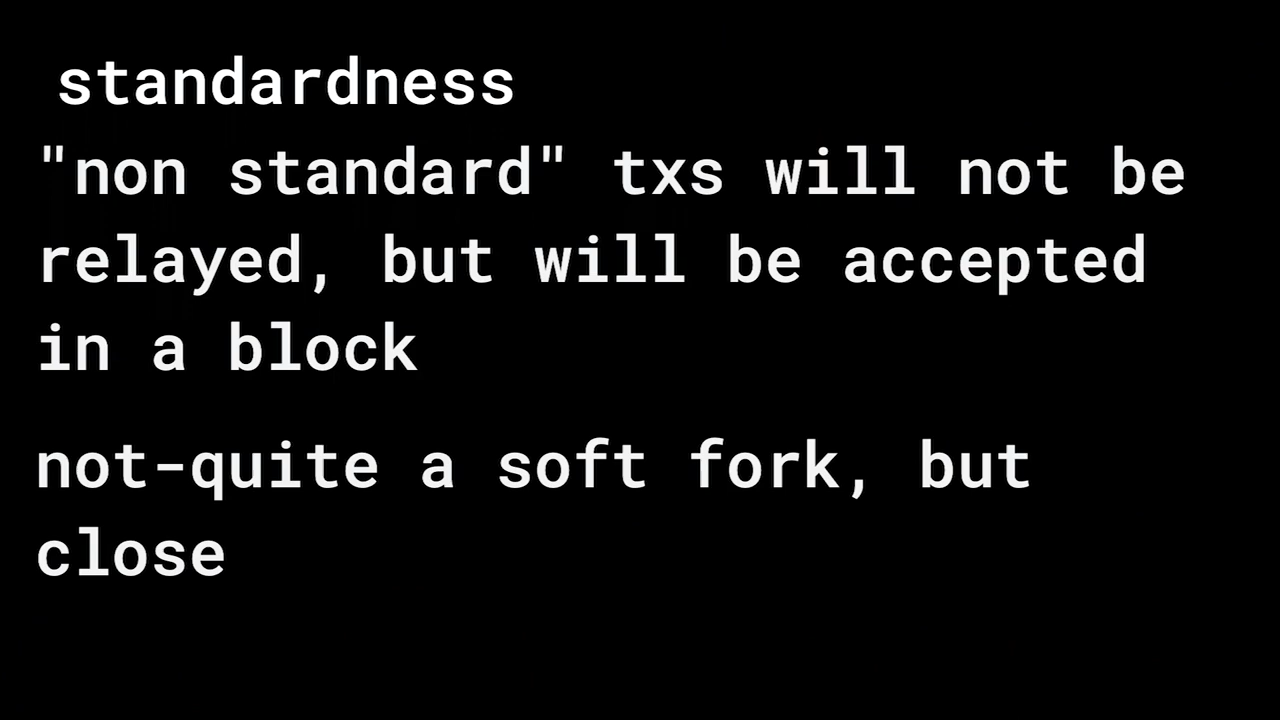 standardness
"non standard" txs will not be
relayed, but will be accepted
in a block
not-quite a soft fork, but
close